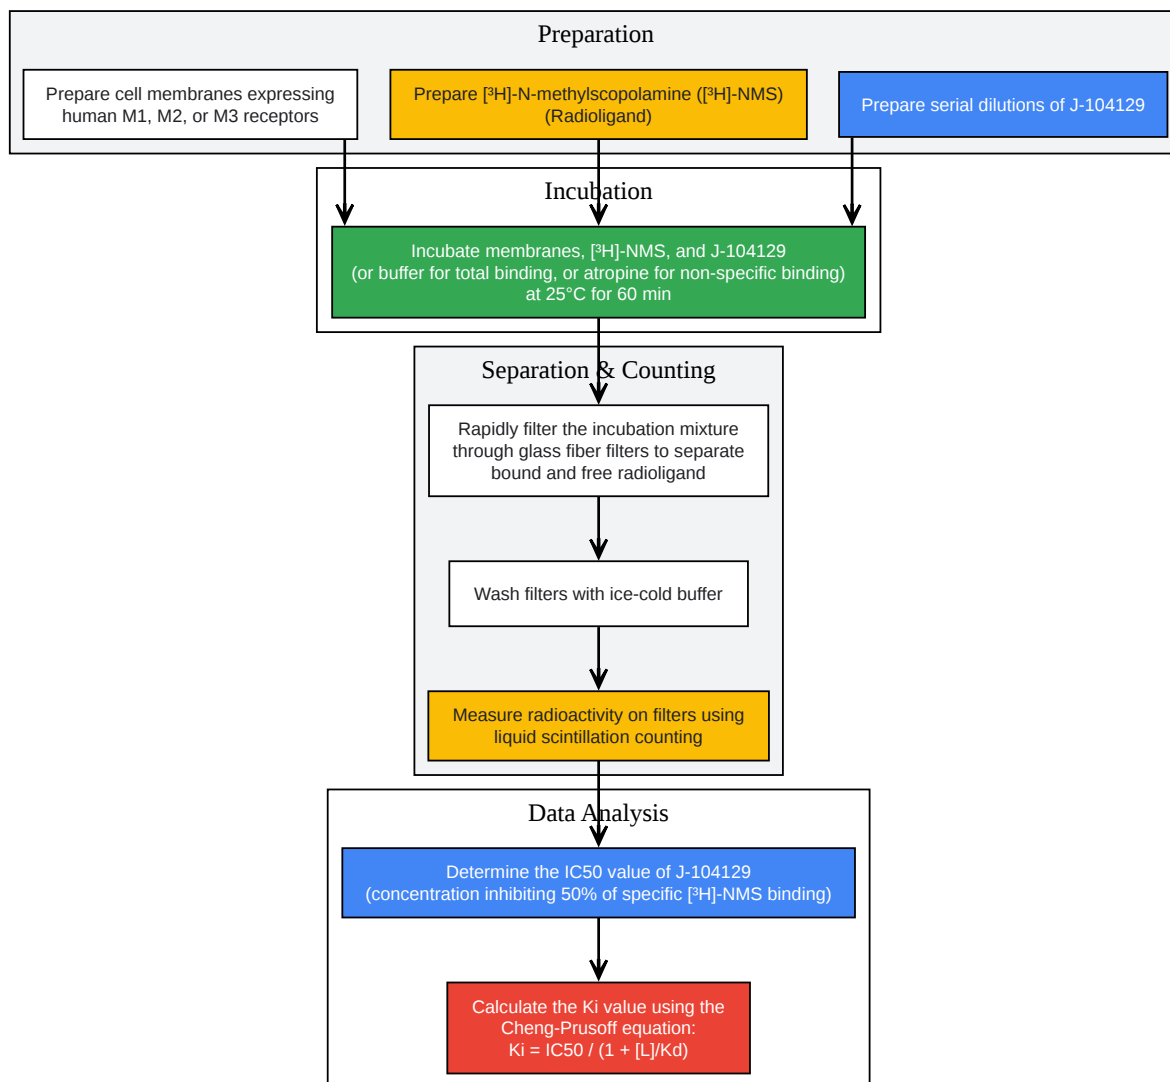 Preparation
Prepare cell membranes expressing
human M1, M2, or M3 receptors
Prepare [³H]-N-methylscopolamine ([³H]-NMS)
(Radioligand)
Prepare serial dilutions of J-104129
Incubation
Incubate membranes, [³H]-NMS, and J-104129
(or buffer for total binding, or atropine for non-specific binding)
at 25°C for 60 min
Separation & Counting
Rapidly filter the incubation mixture
through glass fiber filters to separate
bound and free radioligand
Wash filters with ice-cold buffer
Measure radioactivity on filters using
liquid scintillation counting
Data Analysis
Determine the IC50 value of J-104129
(concentration inhibiting 50% of specific [³H]-NMS binding)
Calculate the Ki value using the
Cheng-Prusoff equation:
Ki = IC50 / (1 + [L]/Kd)